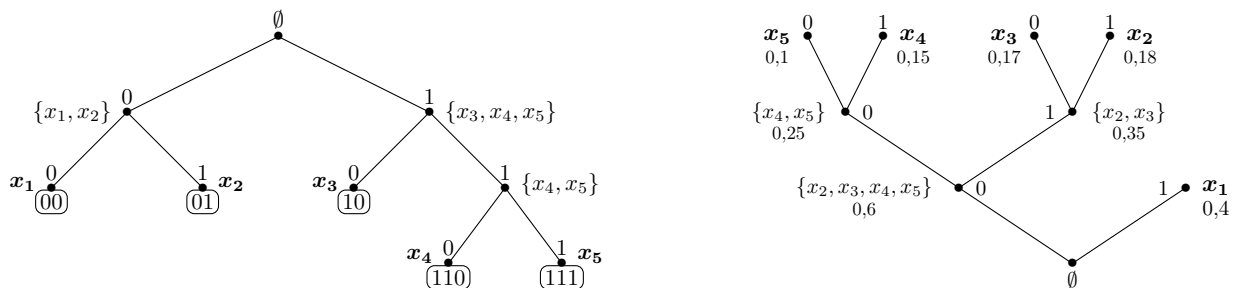 ∅
0
{x₁, x₂}
1
{x₃, x₄, x₅}
x₁
0
00
1
x₂
01
x₃
0
10
1
{x₄, x₅}
x₄
0
110
1
x₅
111
0
x₅
0,1
1
x₄
0,15
0
x₃
0,17
1
x₂
0,18
{x₄, x₅}
0,25
0
1
{x₂, x₃}
0,35
{x₂, x₃, x₄, x₅}
0,6
0
1
x₁
0,4
∅